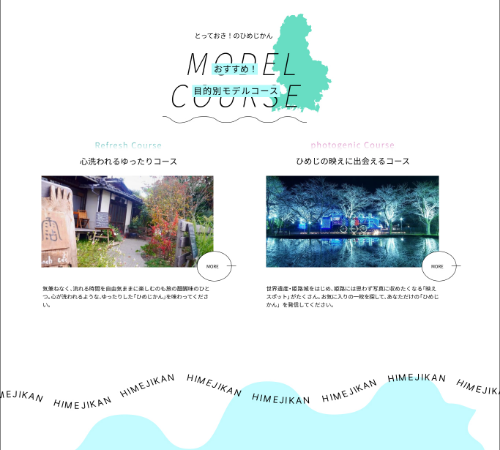 とっておき！のひめじかん
MODEL
おすすめ！
COURSE
目的別モデルコース
Refresh Course
心洗われるゆったりコース
photogenic Course
ひめじの映えに出会えるコース
MORE
MORE
気兼ねなく、流れる時間を自由気ままに楽しむのも旅の醍醐味のひと
つ。心が洗われるような、ゆったりした「ひめじかん」を味わってくださ
い。
世界遺産・姫路城をはじめ、姫路には思わず写真に収めたくなる「映え
スポット」がたくさん。お気に入りの一枚を探して、あなただけの「ひめじ
かん」を発信してください。
MEJIKAN HIMEJIKAN HIMEJIKAN HIMEJIKAN HIMEJIKAN HIMEJIKAN HIMEJIKAN HIMEJIK